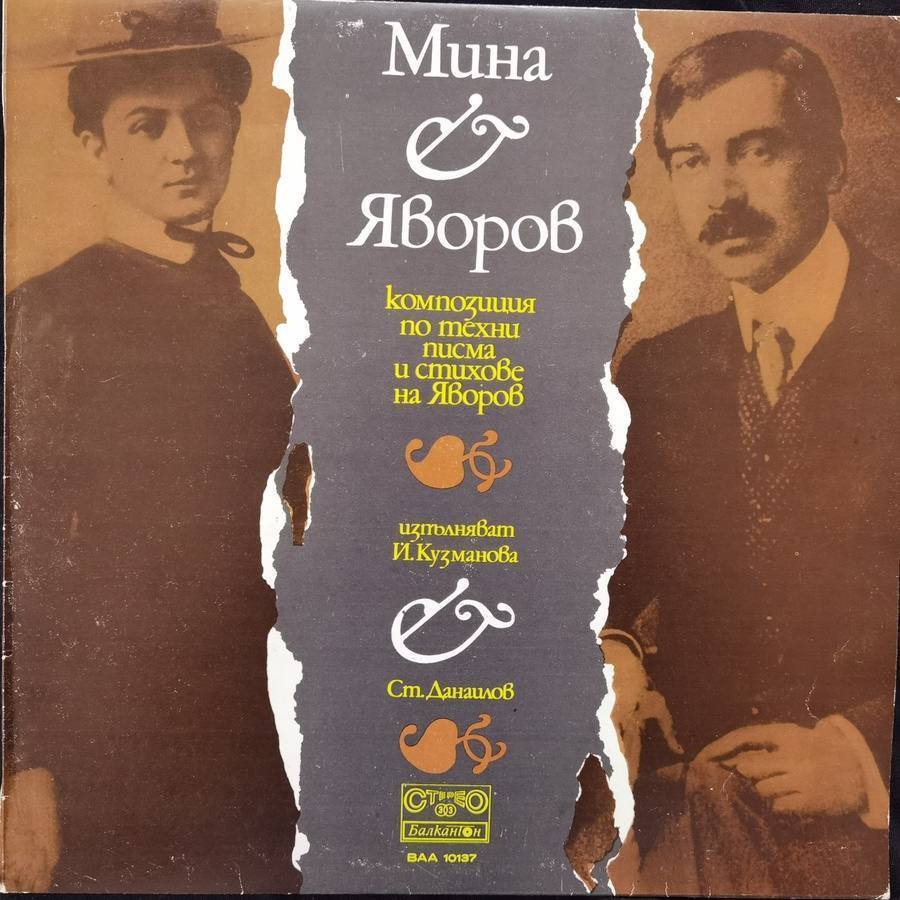 Мина
&
Яворов
композиция
по техни
писма
и стихове
на Яворов
изпълняват
Й. Кузманова
&
Ст. Данаилов
СТЕРЕО
33
Балкантон
ВАА 10137